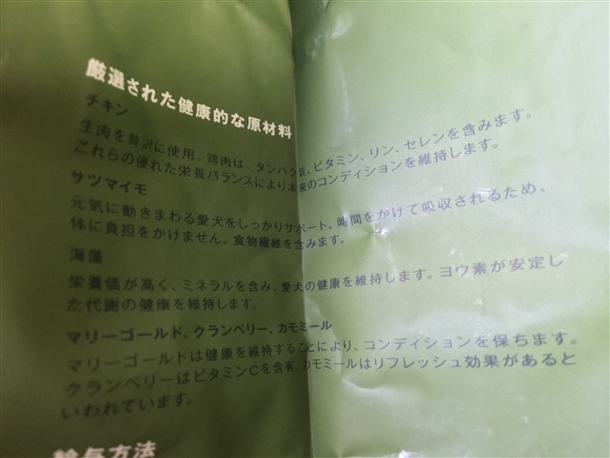 厳選された健康的な原材料
チキン
生肉を贅沢に使用。鶏肉は、タンパク質、ビタミン、リン、セレンを含みます。
これらの優れた栄養バランスにより本来のコンディションを維持します。
サツマイモ
元気に動きまわる愛犬をしっかりサポート。時間をかけて吸収されるため、
体に負担をかけません。食物繊維を含みます。
海藻
栄養価が高く、ミネラルを含み、愛犬の健康を維持します。ヨウ素が安定し
た代謝の健康を維持します。
マリーゴールド、クランベリー、カモミール
マリーゴールドは健康を維持することにより、コンディションを保ちます。
クランベリーはビタミンCを含有。カモミールはリフレッシュ効果があると
いわれています。
給与方法